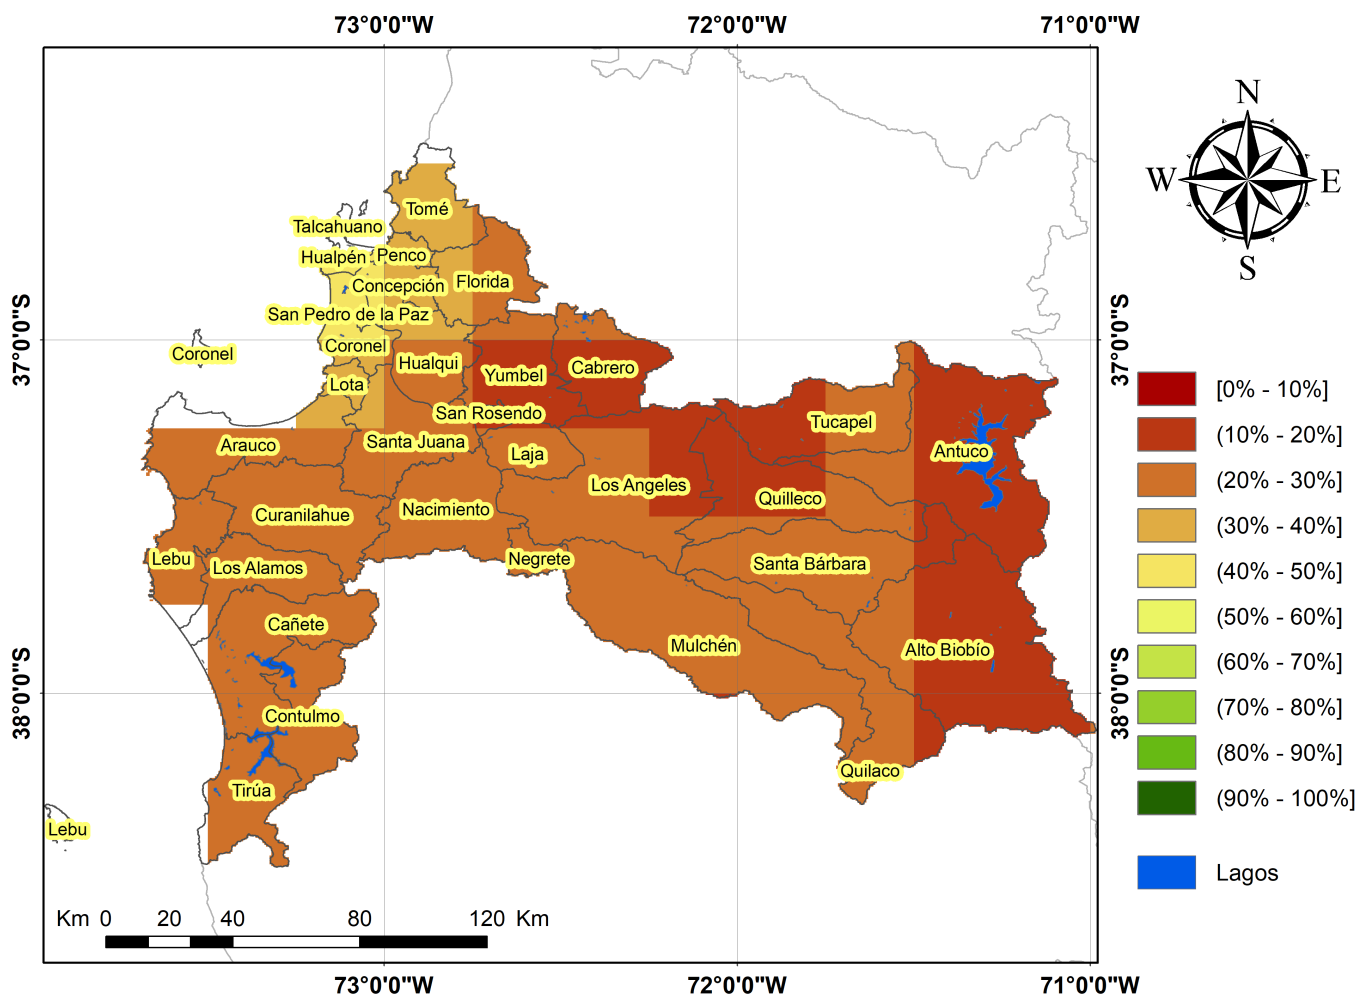 73°0'0"W 72°0'0"W 71°0'0"W
N
W E
S
Tomé
Talcahuano
Hualpén Penco
Concepción Florida
San Pedro de la Paz
37°0'0"S 37°0'0"S
Coronel Coronel
Hualqui Yumbel Cabrero
Lota
San Rosendo
Tucapel
Arauco Santa Juana Laja Antuco
Los Angeles Quilleco
Curanilahue Nacimiento
Lebu Los Alamos Negrete Santa Bárbara
Cañete
Mulchén Alto Biobío
38°0'0"S 38°0'0"S
Contulmo
Quilaco
Tirúa
Lebu
[0% - 10%]
(10% - 20%]
(20% - 30%]
(30% - 40%]
(40% - 50%]
(50% - 60%]
(60% - 70%]
(70% - 80%]
(80% - 90%]
(90% - 100%]
Lagos
Km 0 20 40 80 120 Km
73°0'0"W 72°0'0"W 71°0'0"W